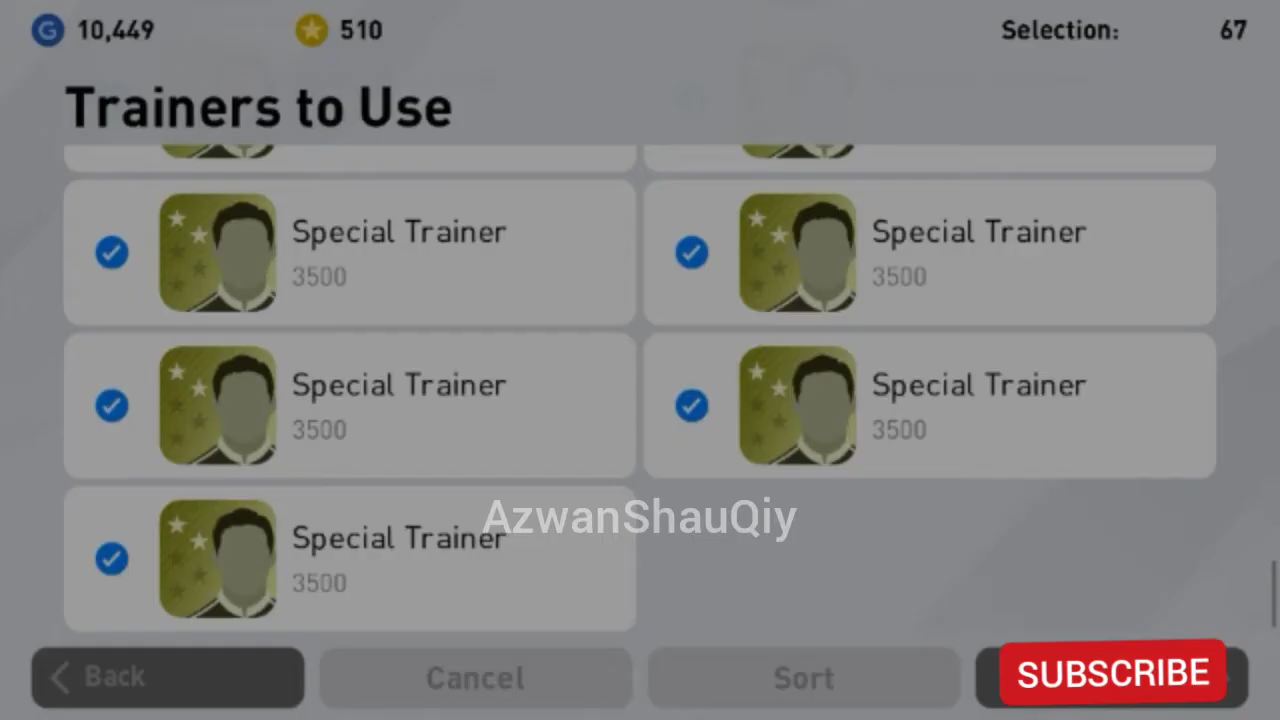 G 10,449 510 Selection: 67
Trainers to Use
Special Trainer
3500
Special Trainer
3500
Special Trainer
3500
Special Trainer
3500
Special Trainer
3500
AzwanShauQiy
Back Cancel Sort SUBSCRIBE